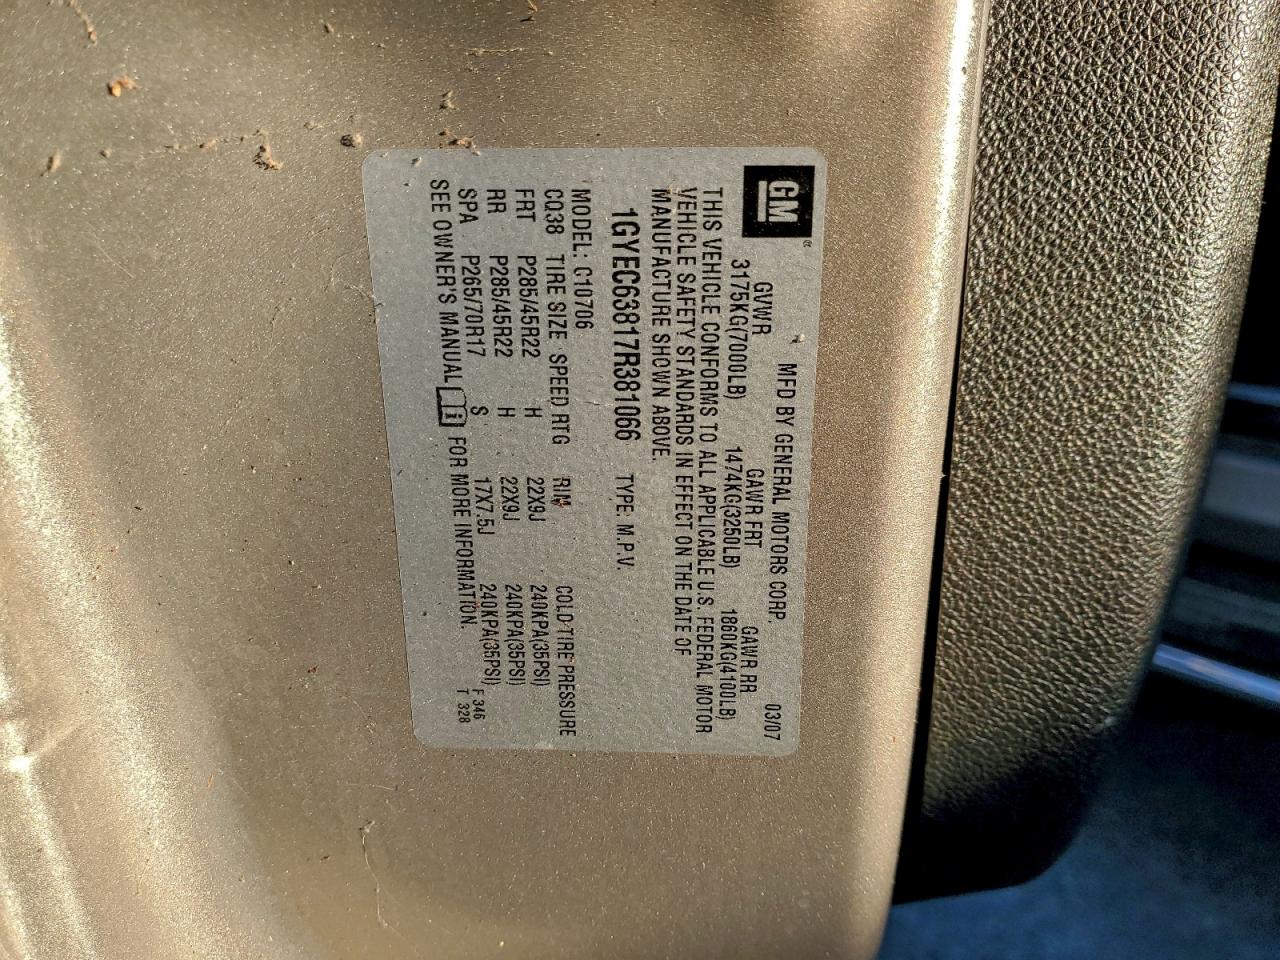 GM
MFD BY GENERAL MOTORS CORP. 03/07
GVWR GAWR FRT GAWR RR
3175KG(7000LB) 1474KG(3250LB) 1860KG(4100LB)
THIS VEHICLE CONFORMS TO ALL APPLICABLE U.S. FEDERAL MOTOR
VEHICLE SAFETY STANDARDS IN EFFECT ON THE DATE OF
MANUFACTURE SHOWN ABOVE.
1GYEC63817R381066 TYPE: M.P.V.
MODEL: C10706
CQ38 TIRE SIZE SPEED RTG RIM COLD TIRE PRESSURE
FRT P285/45R22 H 22X9J 240KPA(35PSI)
RR P285/45R22 H 22X9J 240KPA(35PSI)
SPA P265/70R17 S 17X7.5J 240KPA(35PSI)
SEE OWNER'S MANUAL i FOR MORE INFORMATION.
F 346
T 328